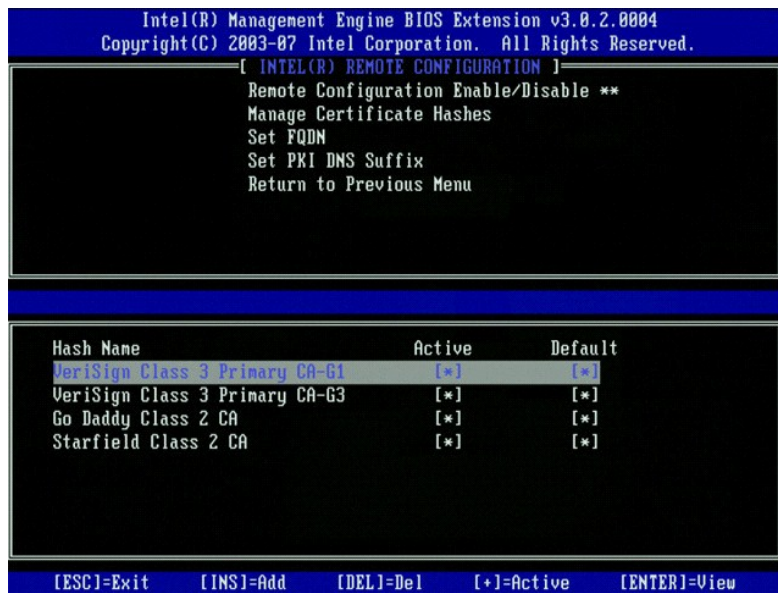 Intel(R) Management Engine BIOS Extension v3.0.2.0004
Copyright(C) 2003-07 Intel Corporation. All Rights Reserved.
[ INTEL(R) REMOTE CONFIGURATION ]
Remote Configuration Enable/Disable **
Manage Certificate Hashes
Set FQDN
Set PKI DNS Suffix
Return to Previous Menu
Hash Name Active Default
VeriSign Class 3 Primary CA-G1 [*] [*]
VeriSign Class 3 Primary CA-G3 [*] [*]
Go Daddy Class 2 CA [*] [*]
Starfield Class 2 CA [*] [*]
[ESC]=Exit [INS]=Add [DEL]=Del [+]=Active [ENTER]=View